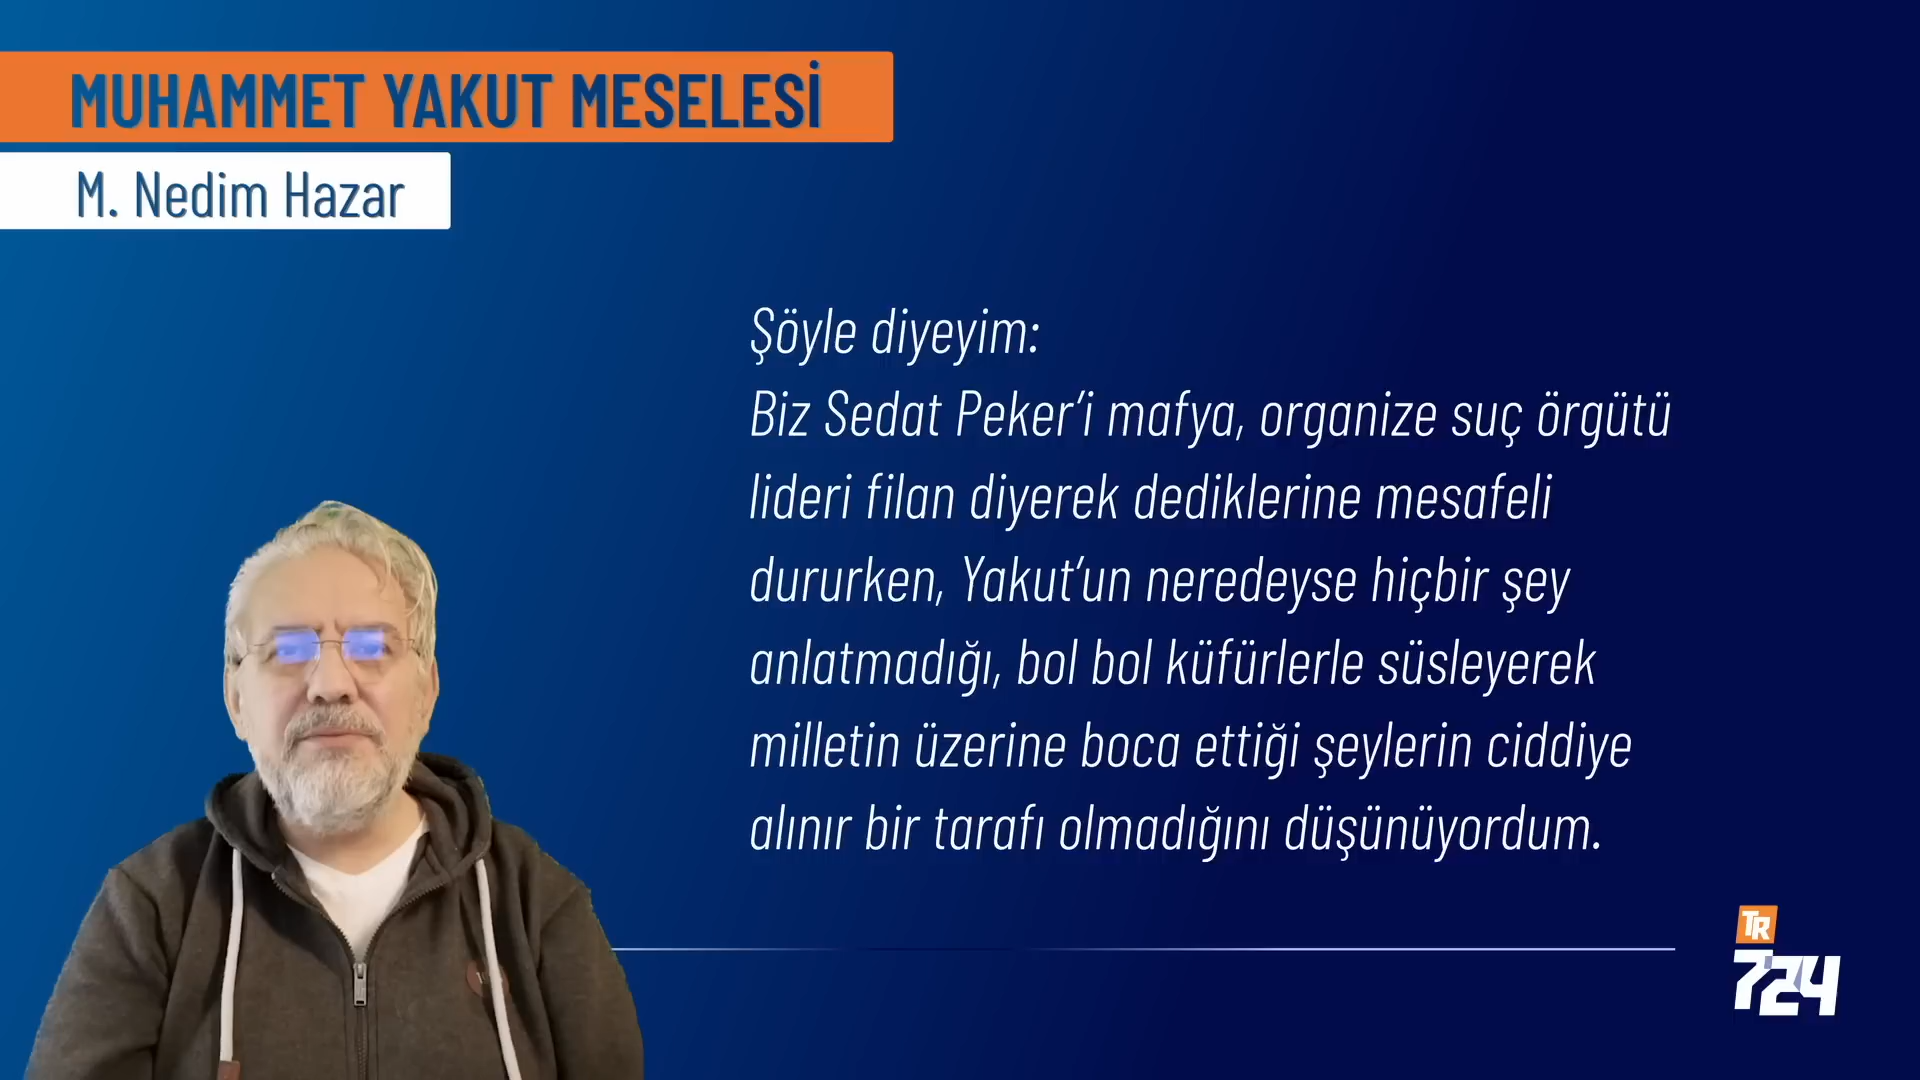 MUHAMMET YAKUT MESELESİ
M. Nedim Hazar
Şöyle diyeyim:
Biz Sedat Peker’i mafya, organize suç örgütü
lideri filan diyerek dediklerine mesafeli
dururken, Yakut’un neredeyse hiçbir şey
anlatmadığı, bol bol küfürlerle süsleyerek
milletin üzerine boca ettiği şeylerin ciddiye
alınır bir tarafı olmadığını düşünüyordum.
TR
724